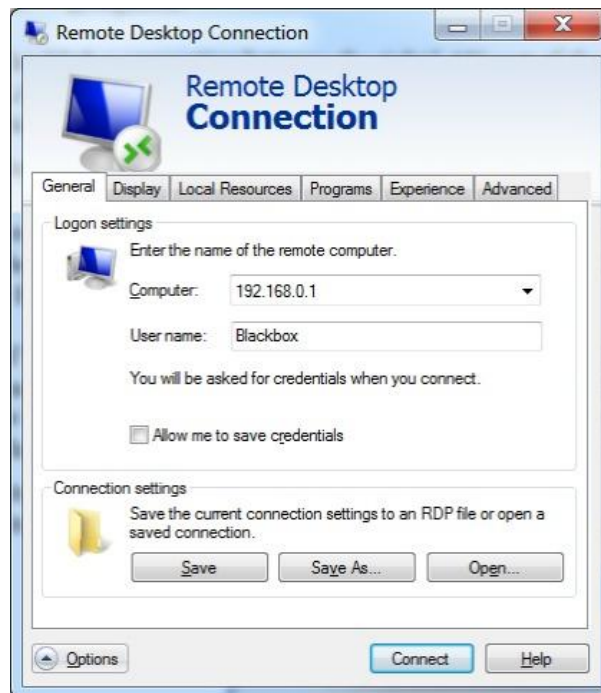 Remote Desktop Connection
Remote Desktop
Connection
General Display Local Resources Programs Experience Advanced
Logon settings
Enter the name of the remote computer.
Computer: 192.168.0.1
User name: Blackbox
You will be asked for credentials when you connect.
Allow me to save credentials
Connection settings
Save the current connection settings to an RDP file or open a
saved connection.
Save Save As... Open...
Options Connect Help